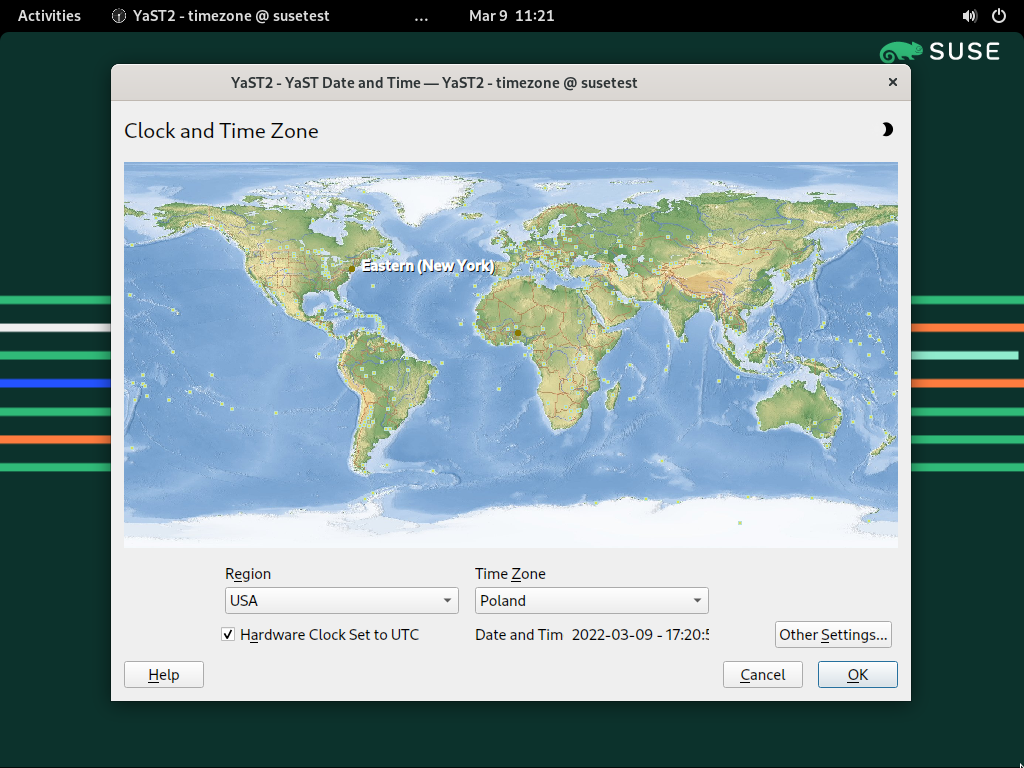 Activities
YaST2 - timezone @ susetest
...
Mar 9 11:21
SUSE
YaST2 - YaST Date and Time — YaST2 - timezone @ susetest
Clock and Time Zone
Eastern (New York)
Region
Time Zone
USA
Poland
Hardware Clock Set to UTC
Date and Tim 2022-03-09 - 17:20:5
Other Settings...
Help
Cancel
OK